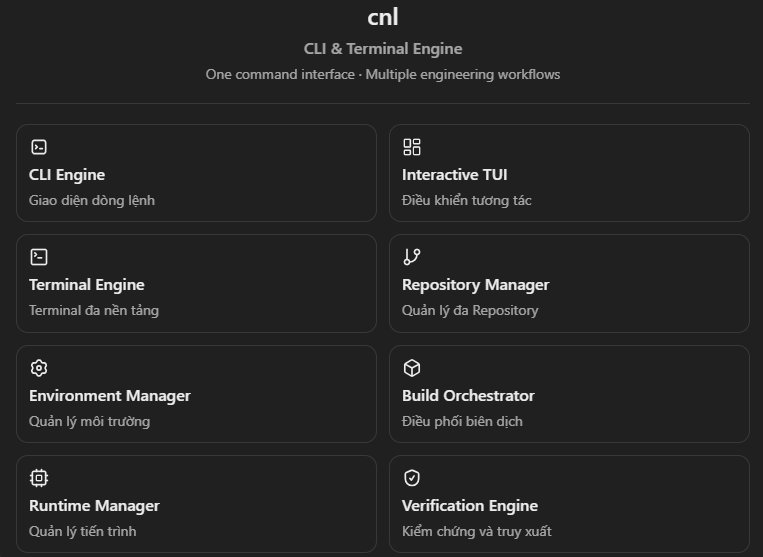 cnl
CLI & Terminal Engine
One command interface · Multiple engineering workflows
CLI Engine
Giao diện dòng lệnh
Interactive TUI
Điều khiển tương tác
Terminal Engine
Terminal đa nền tảng
Repository Manager
Quản lý đa Repository
Environment Manager
Quản lý môi trường
Build Orchestrator
Điều phối biên dịch
Runtime Manager
Quản lý tiến trình
Verification Engine
Kiểm chứng và truy xuất